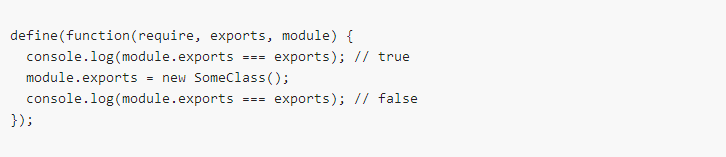 define(function(require, exports, module) {
  console.log(module.exports === exports); // true
  module.exports = new SomeClass();
  console.log(module.exports === exports); // false
});